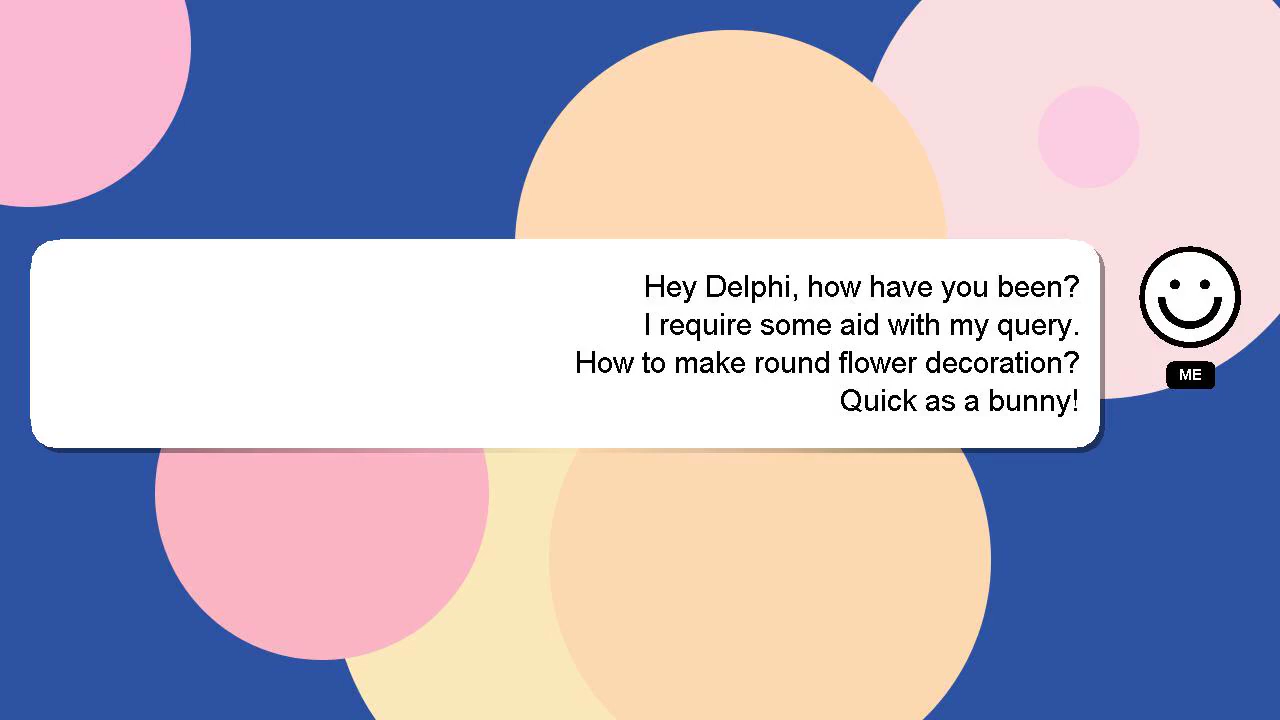 Hey Delphi, how have you been?
I require some aid with my query.
How to make round flower decoration?
Quick as a bunny!
ME